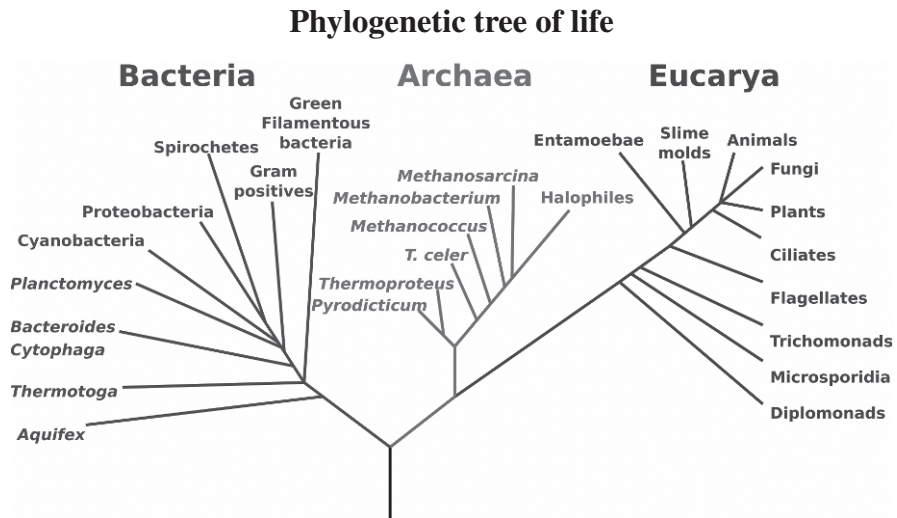 Phylogenetic tree of life
Bacteria
Archaea
Eucarya
Green
Filamentous
bacteria
Spirochetes
Gram
positives
Proteobacteria
Cyanobacteria
Planctomyces
Bacteroides
Cytophaga
Thermotoga
Aquifex
Methanosarcina
Methanobacterium
Halophiles
Methanococcus
T. celer
Thermoproteus
Pyrodicticum
Entamoebae
Slime
molds
Animals
Fungi
Plants
Ciliates
Flagellates
Trichomonads
Microsporidia
Diplomonads